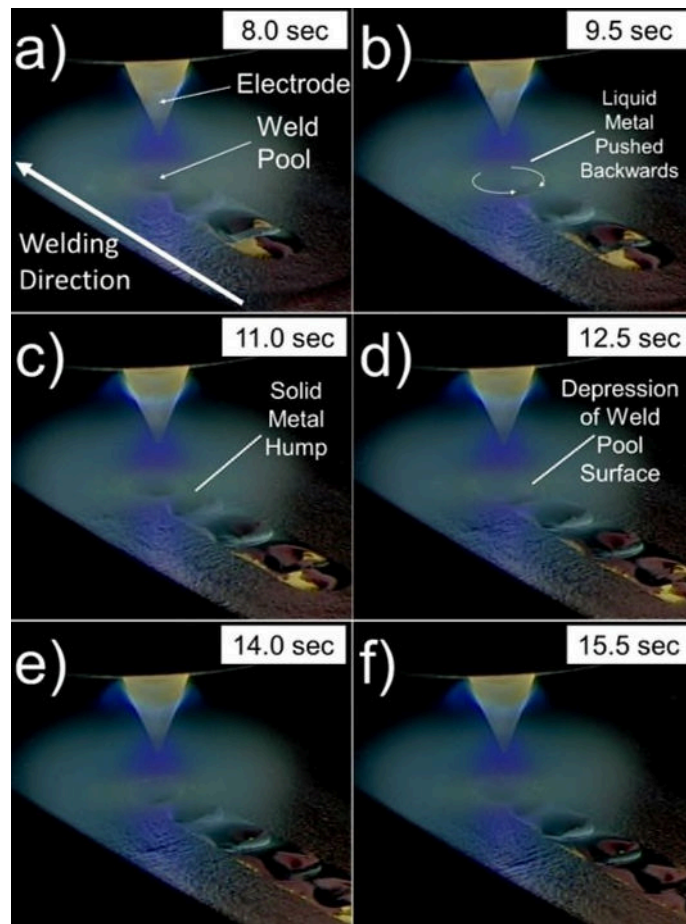 a)
8.0 sec
Electrode
Weld
Pool
Welding
Direction
b)
9.5 sec
Liquid
Metal
Pushed
Backwards
c)
11.0 sec
Solid
Metal
Hump
d)
12.5 sec
Depression
of Weld
Pool
Surface
e)
14.0 sec
f)
15.5 sec